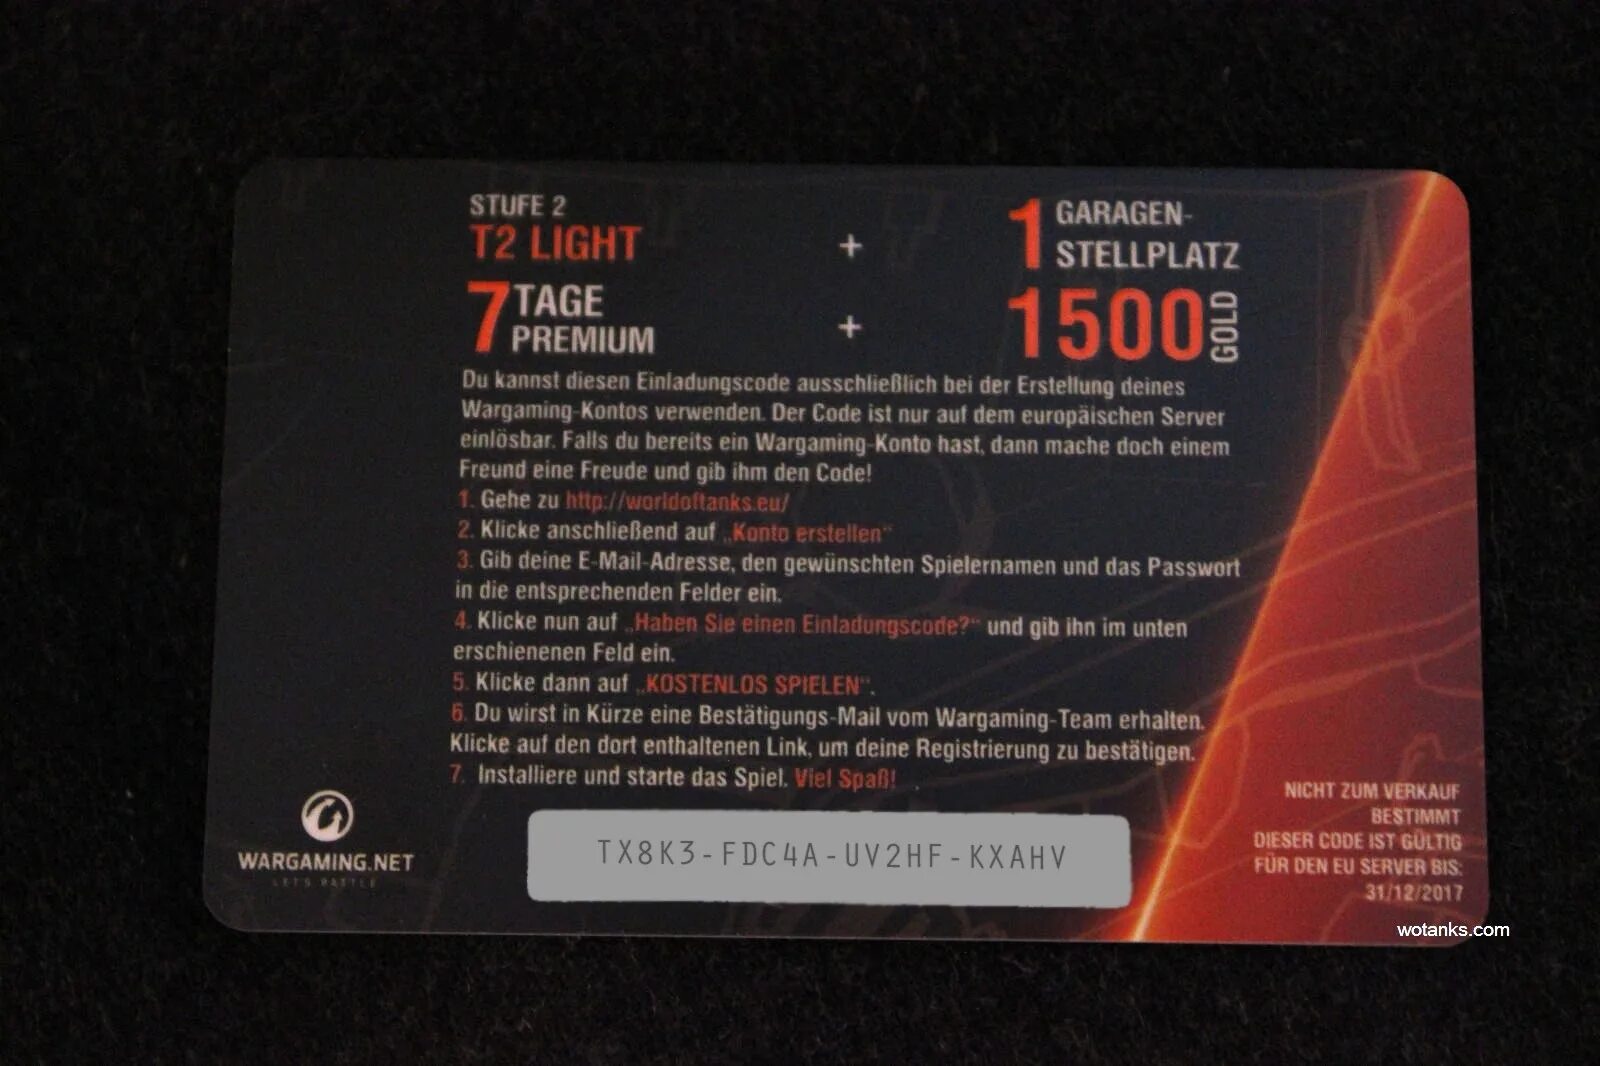 STUFE 2
T2 LIGHT
+
1 GARAGEN-
STELLPLATZ
7 TAGE
PREMIUM
+
1500 GOLD
Du kannst diesen Einladungscode ausschließlich bei der Erstellung deines
Wargaming-Kontos verwenden. Der Code ist nur auf dem europäischen Server
einlösbar. Falls du bereits ein Wargaming-Konto hast, dann mache doch einem
Freund eine Freude und gib ihm den Code!
1. Gehe zu http://worldoftanks.eu/
2. Klicke anschließend auf „Konto erstellen“
3. Gib deine E-Mail-Adresse, den gewünschten Spielernamen und das Passwort
in die entsprechenden Felder ein.
4. Klicke nun auf „Haben Sie einen Einladungscode?“ und gib ihn im unten
erschienenen Feld ein.
5. Klicke dann auf „KOSTENLOS SPIELEN“.
6. Du wirst in Kürze eine Bestätigungs-Mail vom Wargaming-Team erhalten.
Klicke auf den dort enthaltenen Link, um deine Registrierung zu bestätigen.
7. Installiere und starte das Spiel. Viel Spaß!
WARGAMING.NET
LET'S BATTLE
TX8K3-FDC4A-UV2HF-KXAHV
NICHT ZUM VERKAUF
BESTIMMT
DIESER CODE IST GÜLTIG
FÜR DEN EU SERVER BIS:
31/12/2017
wotanks.com